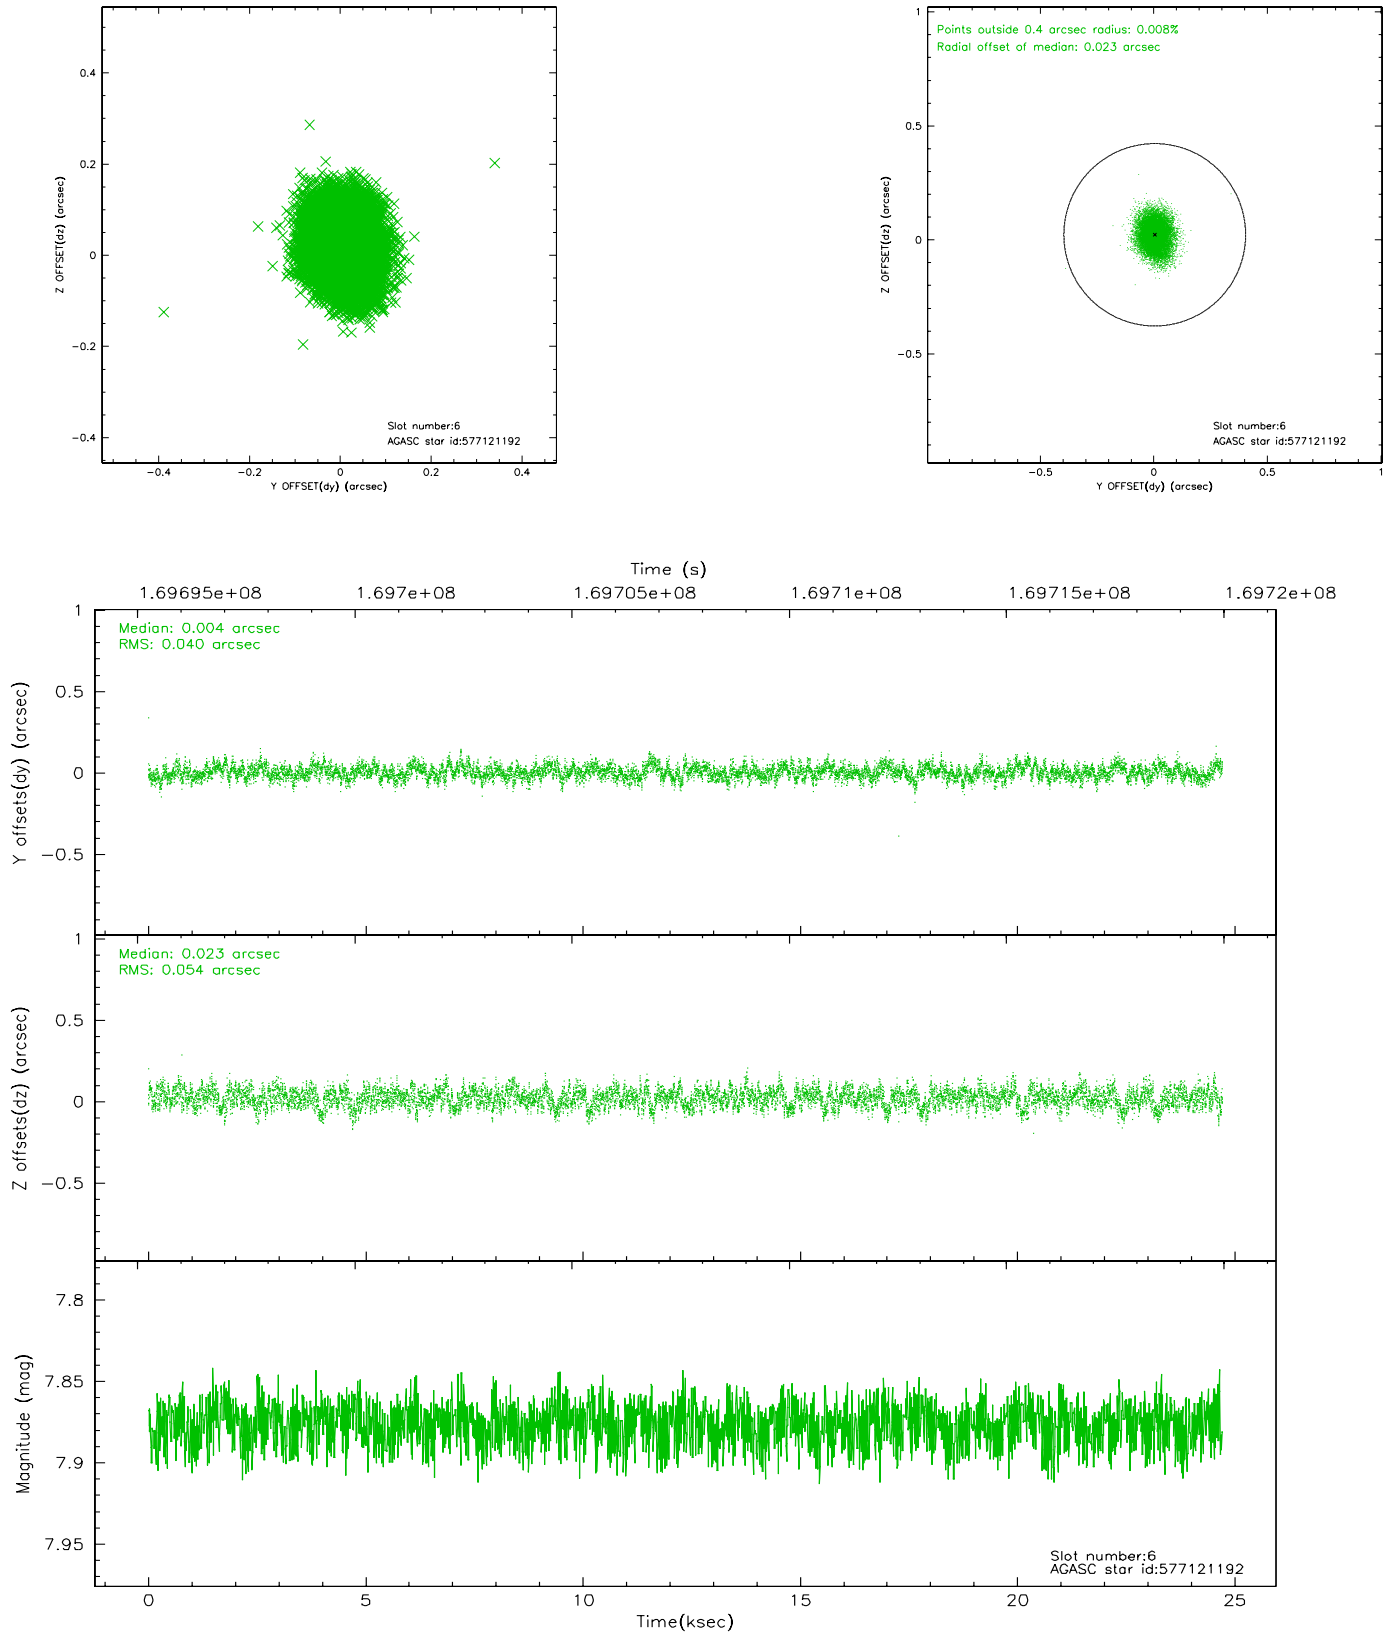 0.4
0.2
0
−0.2
−0.4
Z OFFSET(dz) (arcsec)
Slot number:6
AGASC star id:577121192
−0.4
−0.2
0
0.2
0.4
Y OFFSET(dy) (arcsec)
1
0.5
0
−0.5
Z OFFSET(dz) (arcsec)
Points outside 0.4 arcsec radius: 0.008%
Radial offset of median: 0.023 arcsec
Slot number:6
AGASC star id:577121192
−0.5
0
0.5
1
Y OFFSET(dy) (arcsec)
Time (s)
1.69695e+08
1.697e+08
1.69705e+08
1.6971e+08
1.69715e+08
1.6972e+08
1
0.5
0
−0.5
Y offsets(dy) (arcsec)
Median: 0.004 arcsec
RMS: 0.040 arcsec
1
0.5
0
−0.5
Z offsets(dz) (arcsec)
Median: 0.023 arcsec
RMS: 0.054 arcsec
7.8
7.85
7.9
7.95
Magnitude (mag)
Slot number:6
AGASC star id:577121192
0
5
10
15
20
25
Time(ksec)